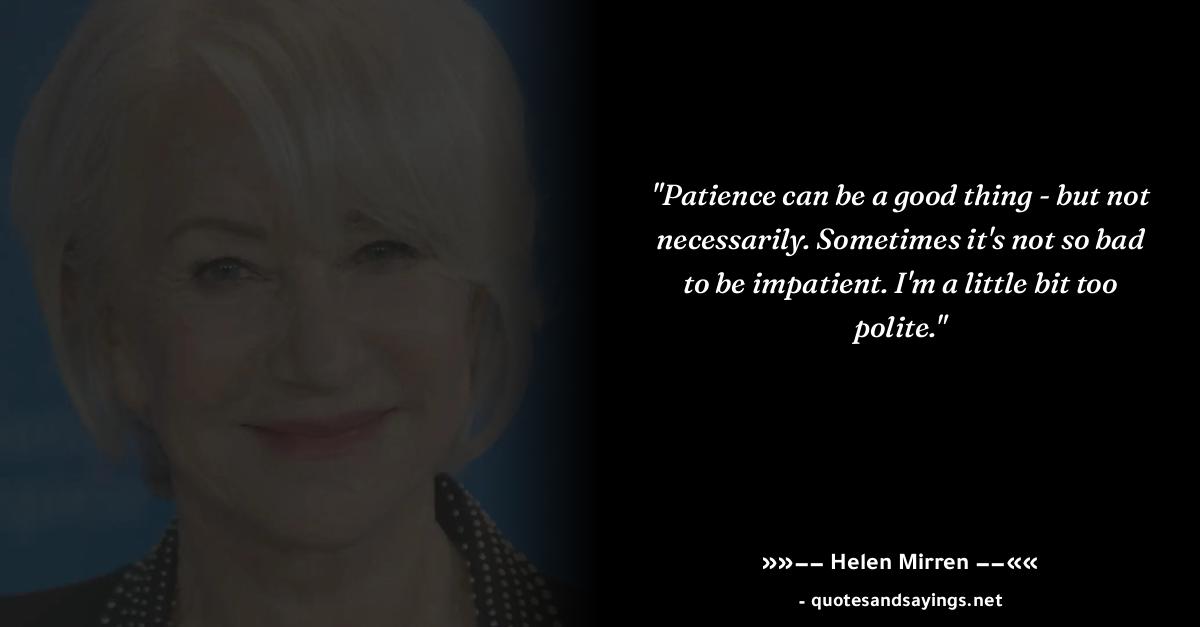 "Patience can be a good thing - but not
necessarily. Sometimes it's not so bad
to be impatient. I'm a little bit too
polite."
»»–– Helen Mirren ––««
- quotesandsayings.net